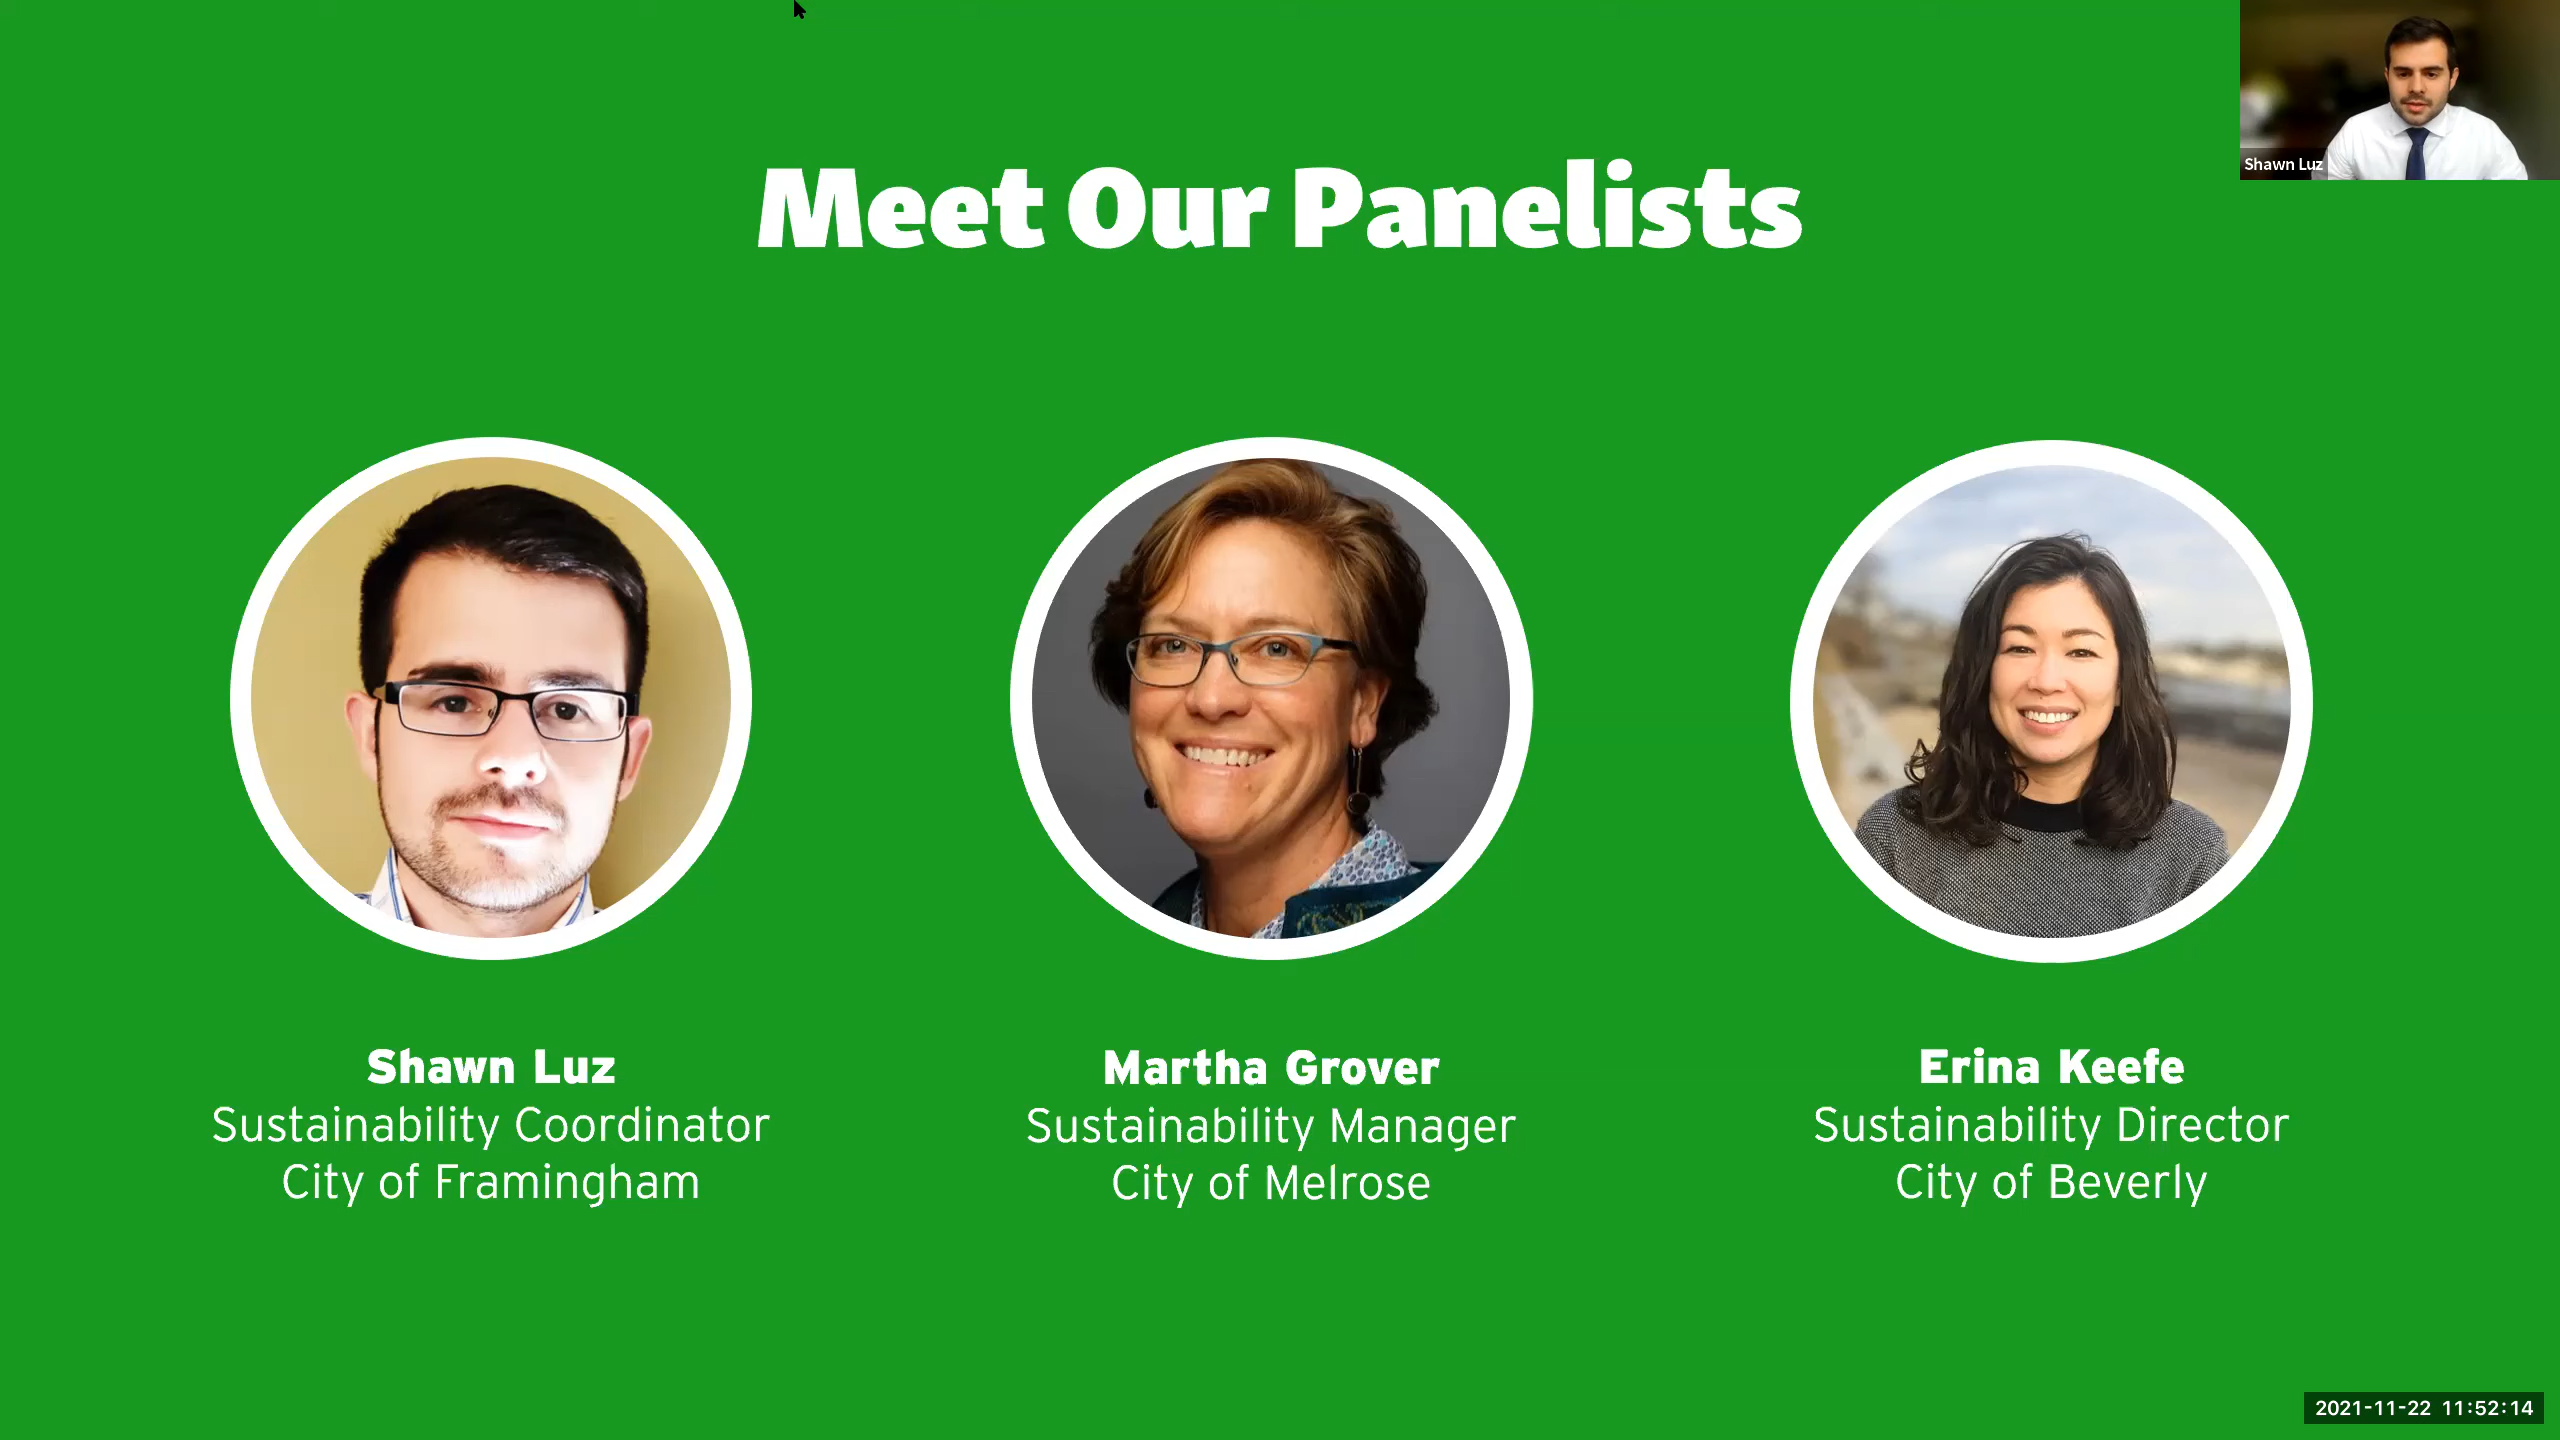 Meet Our Panelists
Shawn Luz
Shawn Luz
Sustainability Coordinator
City of Framingham
Martha Grover
Sustainability Manager
City of Melrose
Erina Keefe
Sustainability Director
City of Beverly
2021-11-22 11:52:14